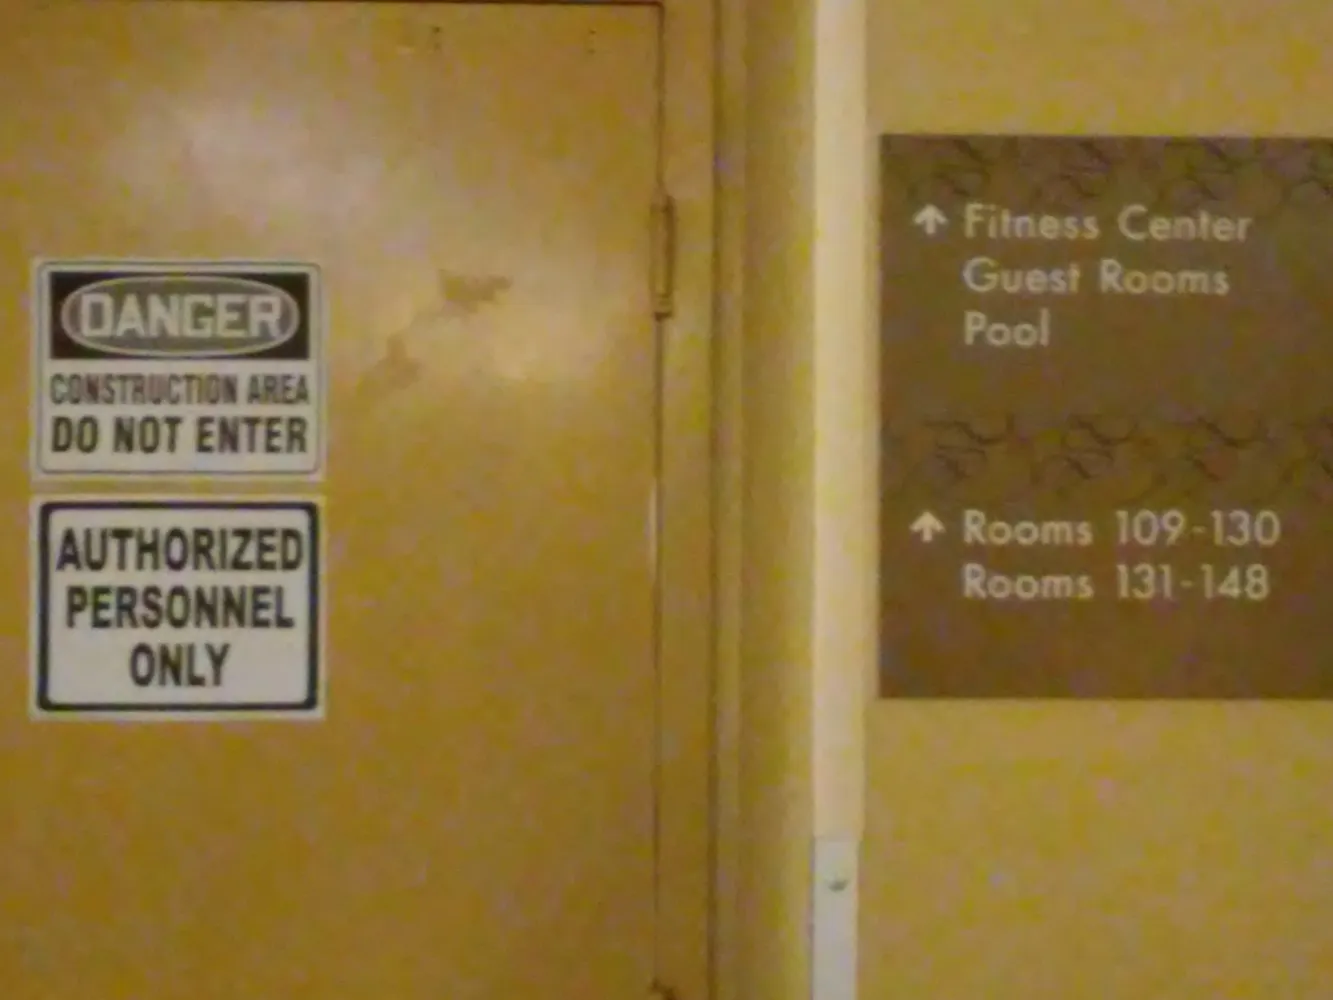 DANGER
CONSTRUCTION AREA
DO NOT ENTER
AUTHORIZED
PERSONNEL
ONLY
↑ Fitness Center
Guest Rooms
Pool
↑ Rooms 109-130
Rooms 131-148